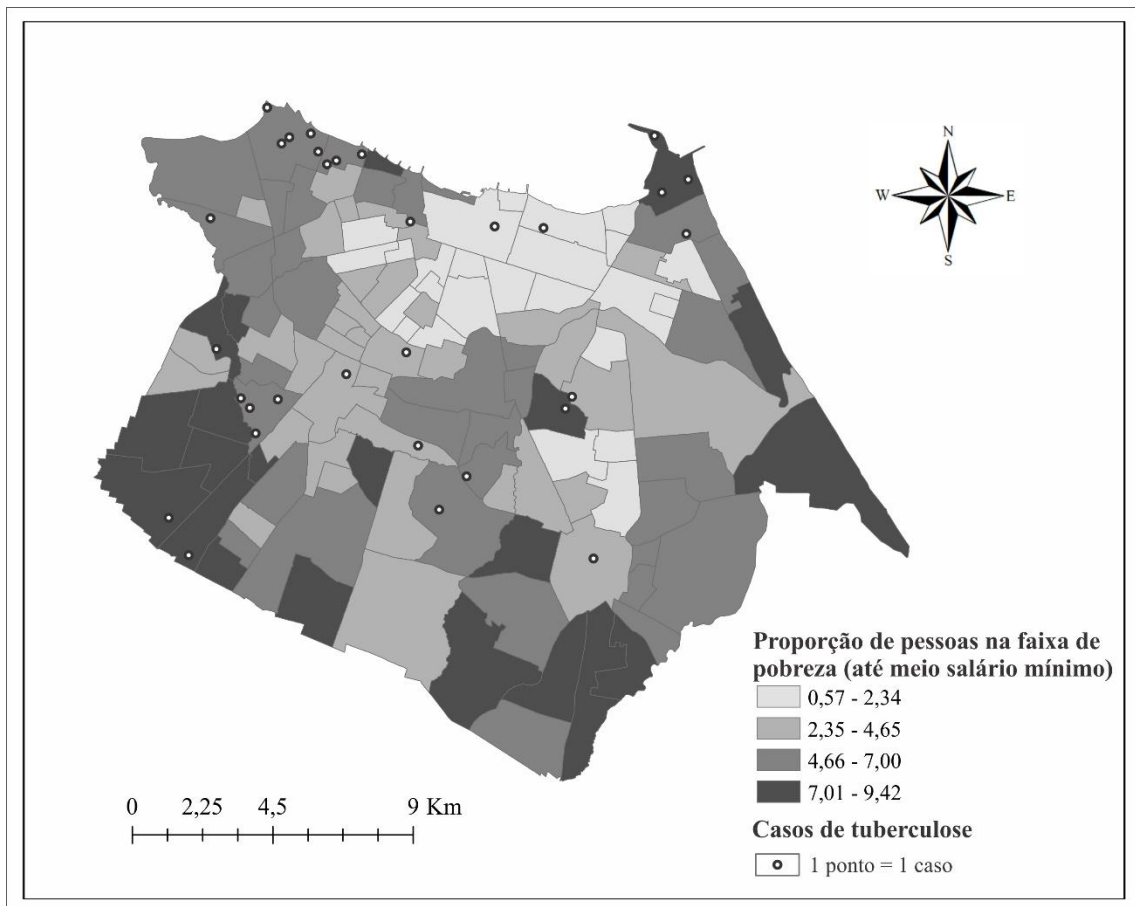 N
W
E
S
Proporção de pessoas na faixa de
pobreza (até meio salário mínimo)
0,57 - 2,34
2,35 - 4,65
4,66 - 7,00
7,01 - 9,42
Casos de tuberculose
1 ponto = 1 caso
0 2,25 4,5 9 Km